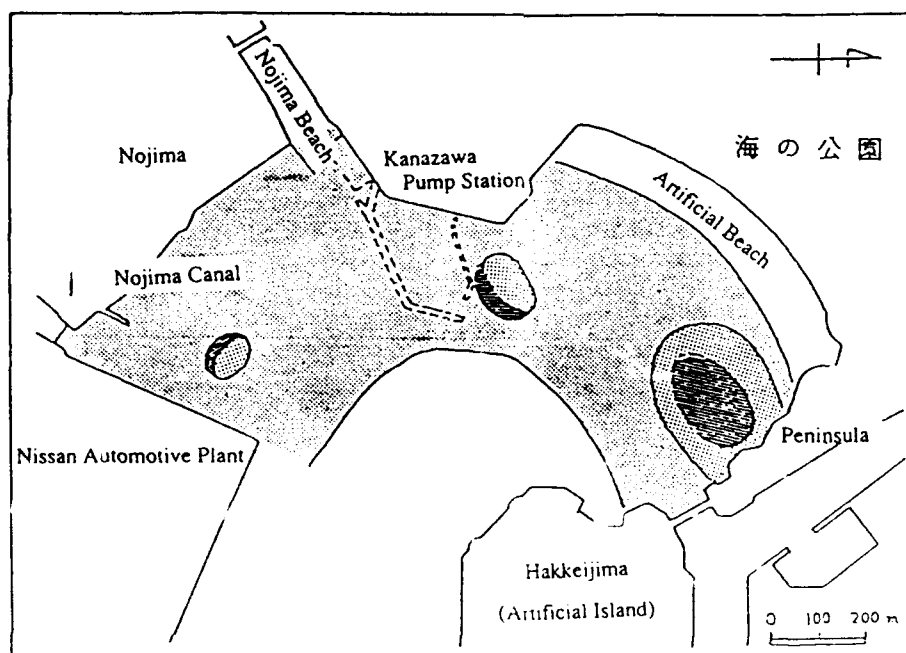 Nojima Beach
Nojima
Kanazawa
Pump Station
海の公園
Artificial Beach
Nojima Canal
Nissan Automotive Plant
Peninsula
Hakkeijima
(Artificial Island)
0 100 200 m